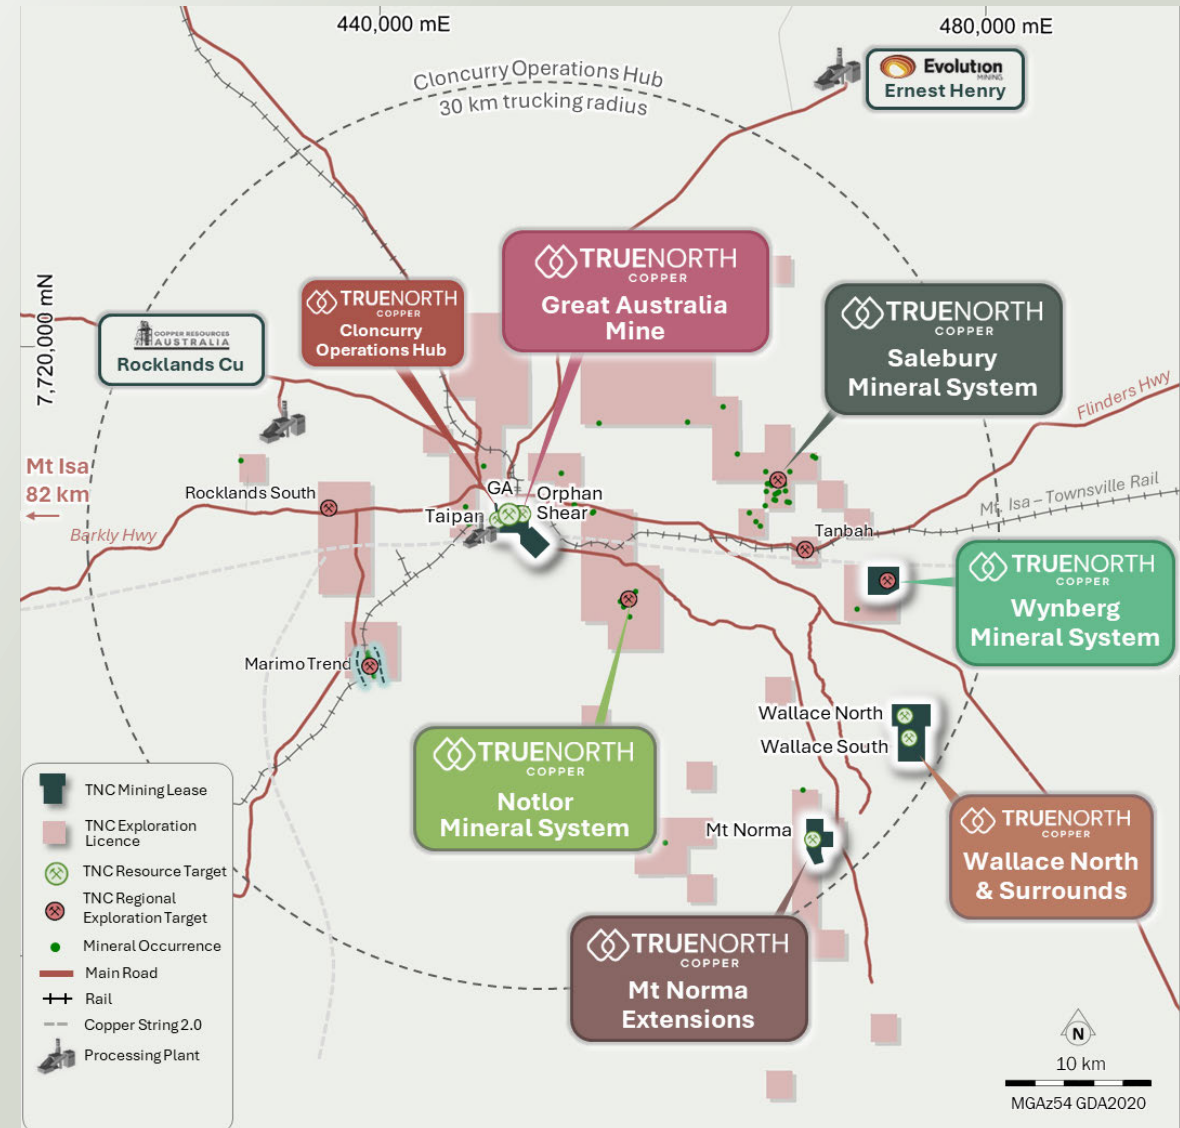 440,000 mE
480,000 mE
Cloncurry Operations Hub
30 km trucking radius
Evolution
MINING
Ernest Henry
7,720,000 mN
TRUENORTH
COPPER
Great Australia
Mine
TRUENORTH
COPPER
Cloncurry
Operations Hub
TRUENORTH
COPPER
Salebury
Mineral System
COPPER RESOURCES
AUSTRALIA
Rocklands Cu
Flinders Hwy
Mt Isa
82 km
Rocklands South
GA
Orphan
Shear
Taipan
Mt. Isa – Townsville Rail
Barkly Hwy
Tanbah
TRUENORTH
COPPER
Wynberg
Mineral System
Marimo Trend
Wallace North
Wallace South
TRUENORTH
COPPER
Notlor
Mineral System
Mt Norma
TRUENORTH
COPPER
Wallace North
& Surrounds
TRUENORTH
COPPER
Mt Norma
Extensions
TNC Mining Lease
TNC Exploration
Licence
TNC Resource Target
TNC Regional
Exploration Target
Mineral Occurrence
Main Road
Rail
Copper String 2.0
Processing Plant
N
10 km
MGAz54 GDA2020